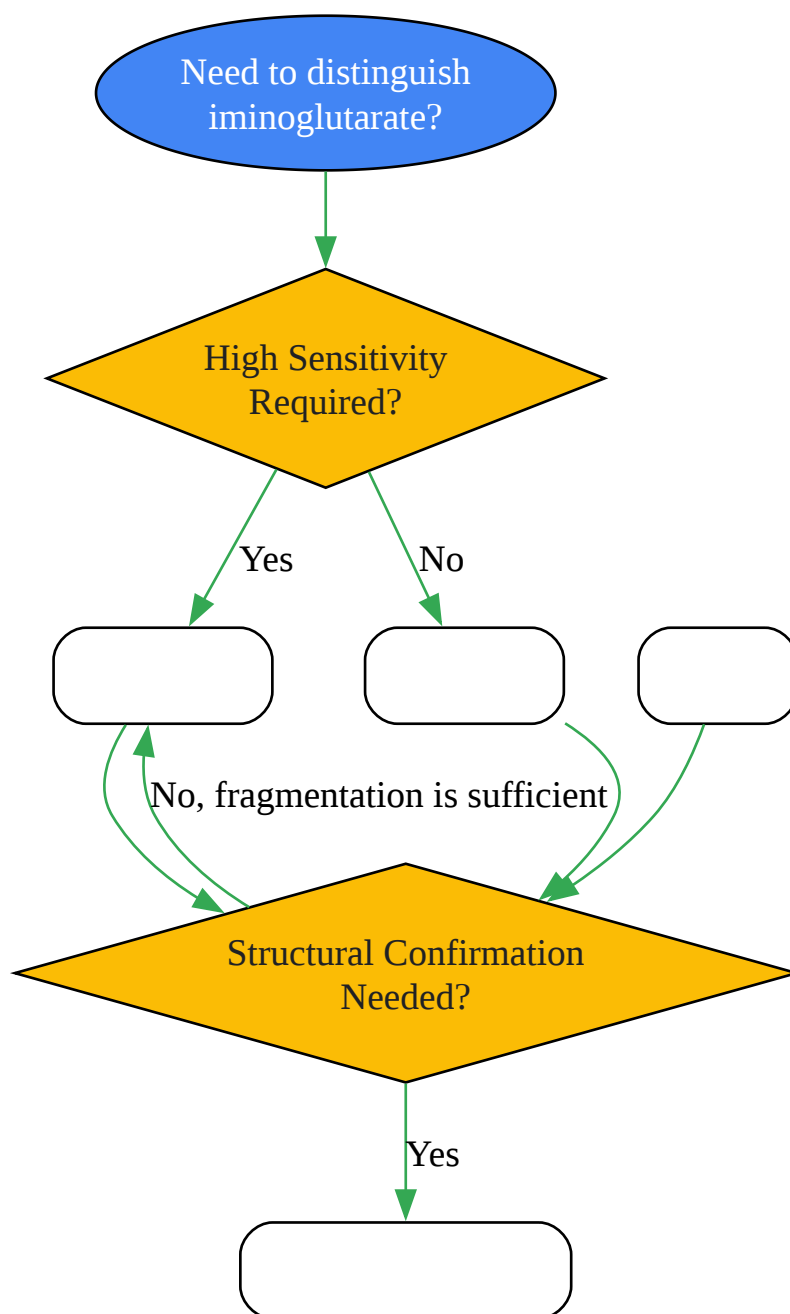 Need to distinguish
iminoglutarate?
High Sensitivity
Required?
Yes
No
No, fragmentation is sufficient
Structural Confirmation
Needed?
Yes